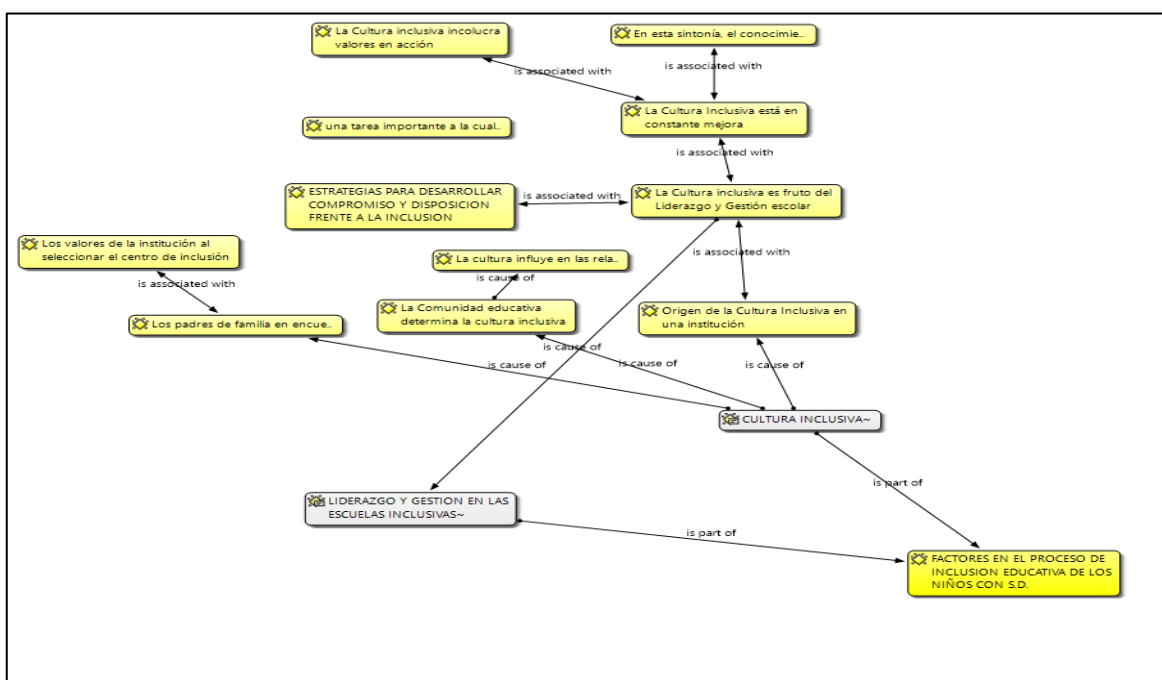 La Cultura inclusiva incolucra
valores en acción
En esta sintonía, el conocimie..
is associated with
is associated with
La Cultura Inclusiva está en
constante mejora
una tarea importante a la cual..
is associated with
ESTRATEGIAS PARA DESARROLLAR
COMPROMISO Y DISPOSICION
FRENTE A LA INCLUSION
is associated with
La Cultura inclusiva es fruto del
Liderazgo y Gestión escolar
Los valores de la institución al
seleccionar el centro de inclusión
is associated with
La cultura influye en las rela..
is cause of
is associated with
La Comunidad educativa
determina la cultura inclusiva
Origen de la Cultura Inclusiva en
una institución
Los padres de familia en encue..
is cause of
is cause of
is cause of
CULTURA INCLUSIVA~
is part of
LIDERAZGO Y GESTION EN LAS
ESCUELAS INCLUSIVAS~
is part of
FACTORES EN EL PROCESO DE
INCLUSION EDUCATIVA DE LOS
NIÑOS CON S.D.